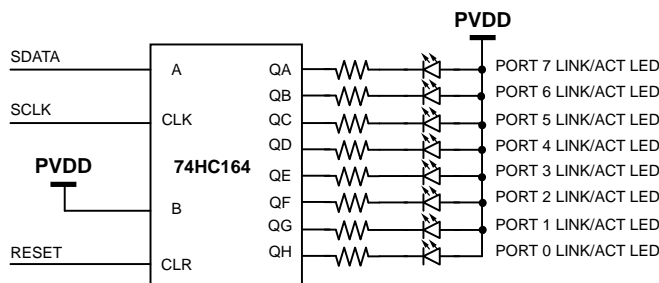 PVDD
SDATA
A
QA
PORT 7 LINK/ACT LED
QB
PORT 6 LINK/ACT LED
SCLK
CLK
QC
PORT 5 LINK/ACT LED
QD
PORT 4 LINK/ACT LED
PVDD
74HC164
QE
PORT 3 LINK/ACT LED
B
QF
PORT 2 LINK/ACT LED
QG
PORT 1 LINK/ACT LED
RESET
CLR
QH
PORT 0 LINK/ACT LED